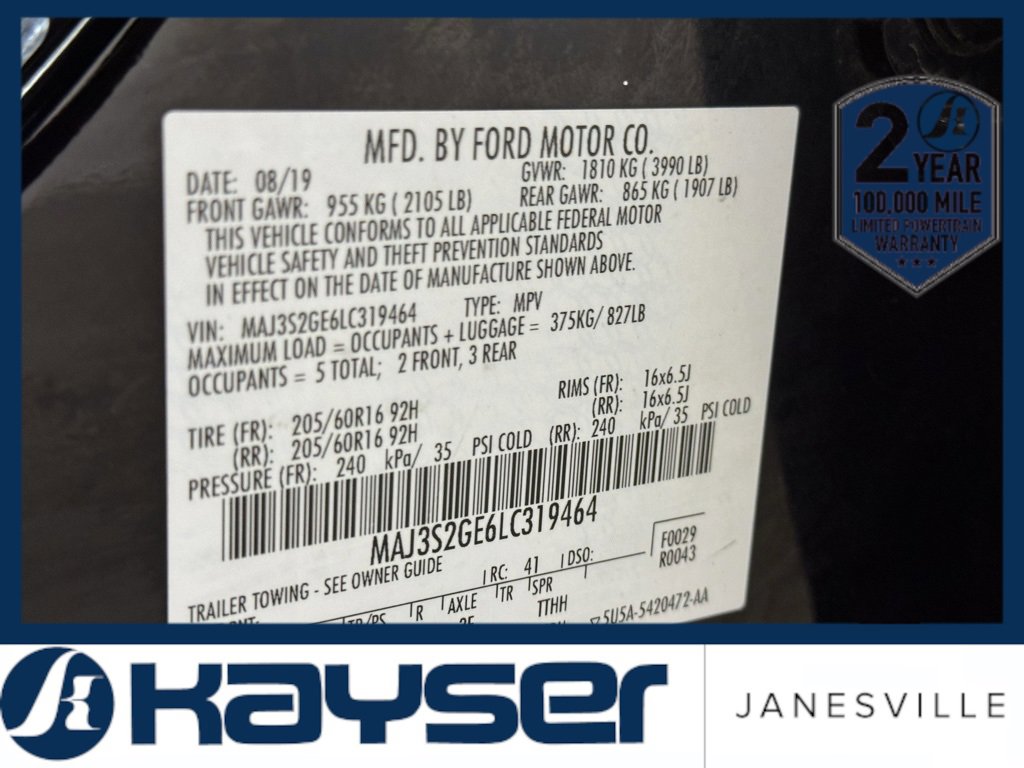 MFD. BY FORD MOTOR CO.
DATE: 08/19 GVWR: 1810 KG ( 3990 LB)
FRONT GAWR: 955 KG ( 2105 LB) REAR GAWR: 865 KG ( 1907 LB)
THIS VEHICLE CONFORMS TO ALL APPLICABLE FEDERAL MOTOR
VEHICLE SAFETY AND THEFT PREVENTION STANDARDS
IN EFFECT ON THE DATE OF MANUFACTURE SHOWN ABOVE.
VIN: MAJ3S2GE6LC319464 TYPE: MPV
MAXIMUM LOAD = OCCUPANTS + LUGGAGE = 375KG/ 827LB
OCCUPANTS = 5 TOTAL; 2 FRONT, 3 REAR
TIRE (FR): 205/60R16 92H RIMS (FR): 16x6.5J
(RR): 205/60R16 92H (RR): 16x6.5J
PRESSURE (FR): 240 kPa/ 35 PSI COLD (RR): 240 kPa/ 35 PSI COLD
MAJ3S2GE6LC319464
F0029
R0043
TRAILER TOWING - SEE OWNER GUIDE RC: 41 DSO:
R AXLE TR SPR
TTHH
5U5A-5420472-AA
2 YEAR
100,000 MILE
LIMITED POWERTRAIN
WARRANTY
KAYSER
JANESVILLE